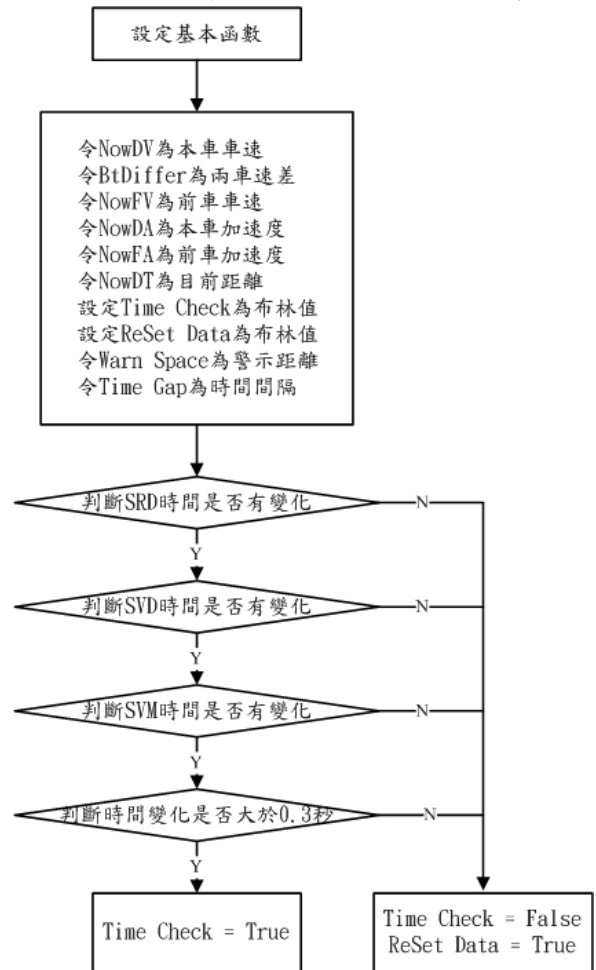 設定基本函數
令NowDV為本車車速
令BtDiffer為兩車速差
令NowFV為前車車速
令NowDA為本車加速度
令NowFA為前車加速度
令NowDT為目前距離
設定Time Check為布林值
設定ReSet Data為布林值
令Warn Space為警示距離
令Time Gap為時間間隔
判斷SRD時間是否有變化
N
Y
判斷SVD時間是否有變化
N
Y
判斷SVM時間是否有變化
N
Y
判斷時間變化是否大於0.3秒
N
Y
Time Check = True
Time Check = False
ReSet Data = True